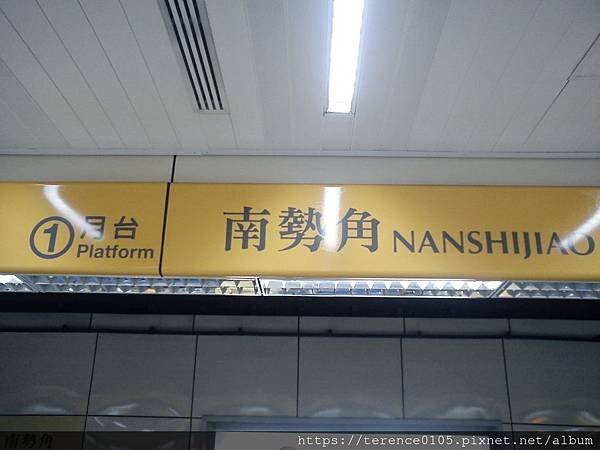 ① 月台
Platform
南勢角 NANSHIJIAO
南勢角
https://terence0105.pixnet.net/album